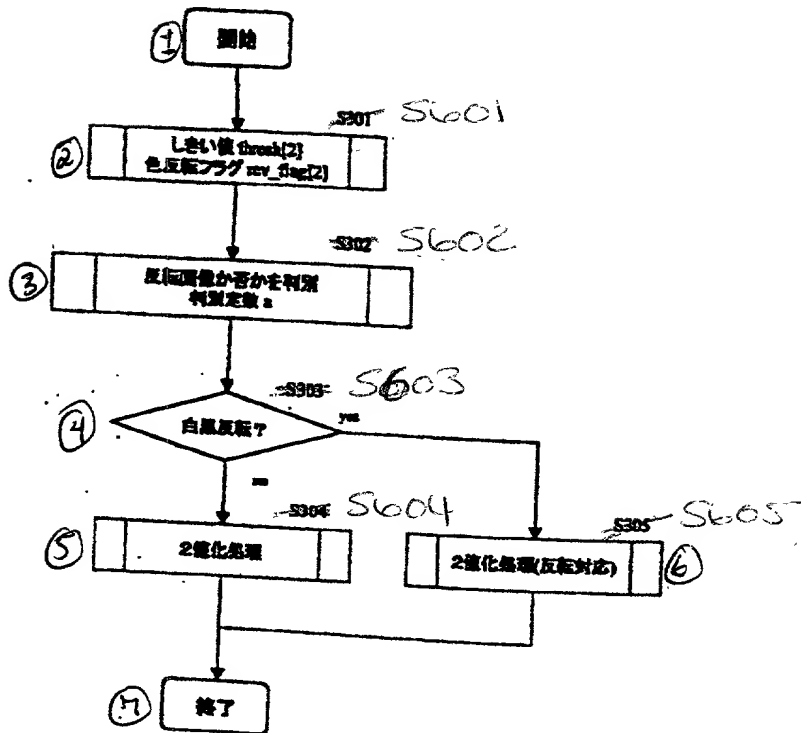 1 開始
S301 S601
2 しきい値 thresh[2]
色反転フラグ rev_flag[2]
S302 S602
3 反転画像か否かを判別
判別定数 a
S303 S603
4 白黒反転? yes
no
S304 S604
S305 S605
5 2値化処理
2値化処理(反転対応) 6
7 終了